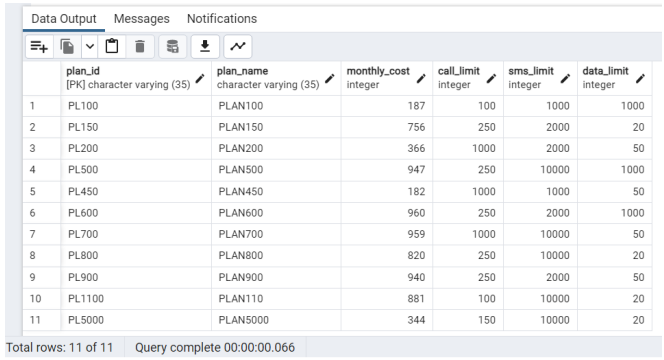 Data Output Messages Notifications
plan_id plan_name monthly_cost call_limit sms_limit data_limit
[PK] character varying (35) character varying (35) integer integer integer integer
1 PL100 PLAN100 187 100 1000 1000
2 PL150 PLAN150 756 250 2000 20
3 PL200 PLAN200 366 1000 2000 50
4 PL500 PLAN500 947 250 10000 1000
5 PL450 PLAN450 182 1000 1000 50
6 PL600 PLAN600 960 250 2000 1000
7 PL700 PLAN700 959 1000 10000 50
8 PL800 PLAN800 820 250 10000 20
9 PL900 PLAN900 940 250 2000 50
10 PL1100 PLAN110 881 100 10000 20
11 PL5000 PLAN5000 344 150 10000 20
Total rows: 11 of 11 Query complete 00:00:00.066